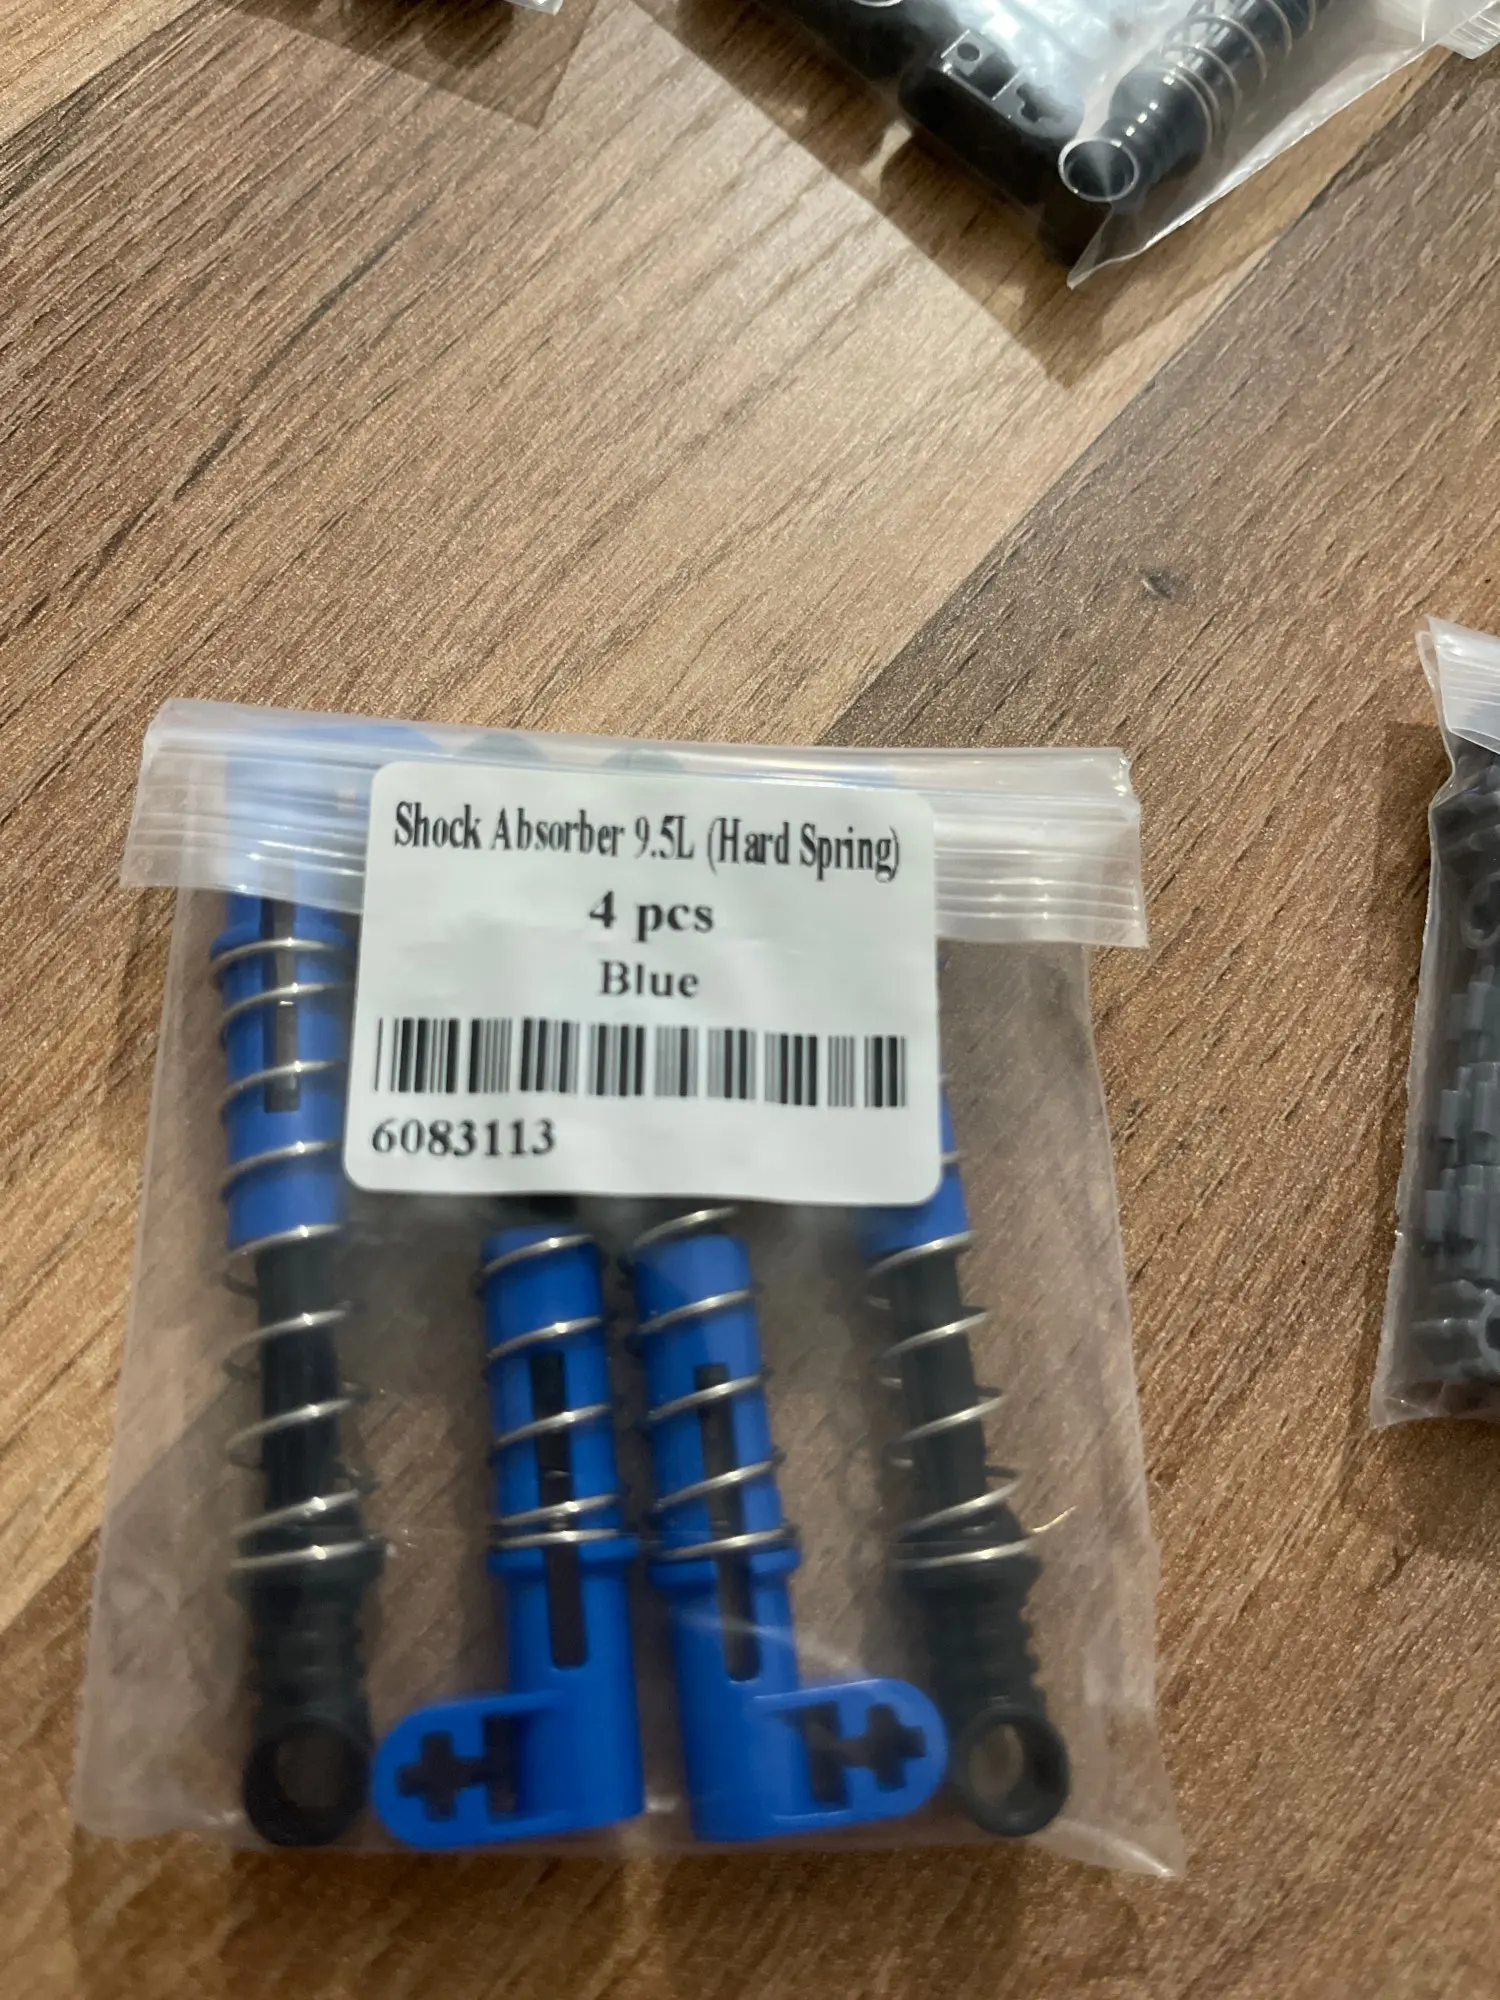 Shock Absorber 9.5L (Hard Spring)
4 pcs
Blue
6083113